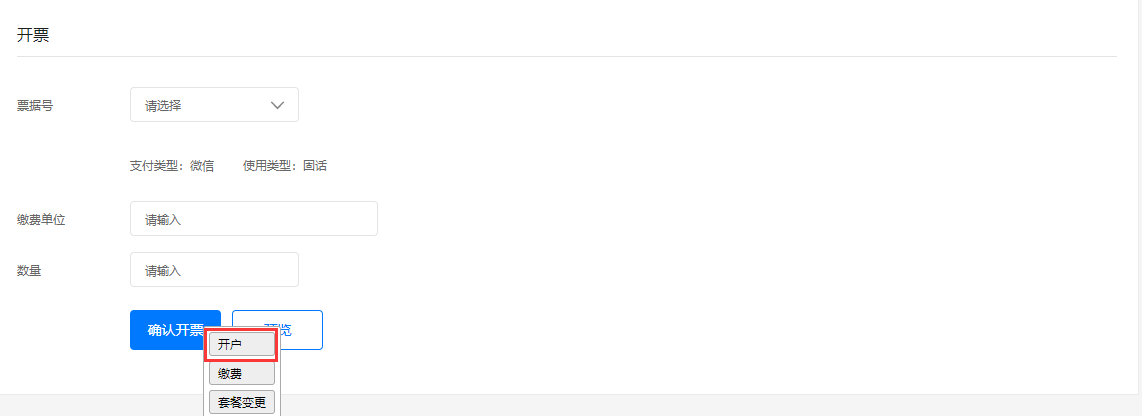 开票
票据号 请选择
支付类型：微信 使用类型：固话
缴费单位 请输入
数量 请输入
确认开票 览
开户
缴费
套餐变更